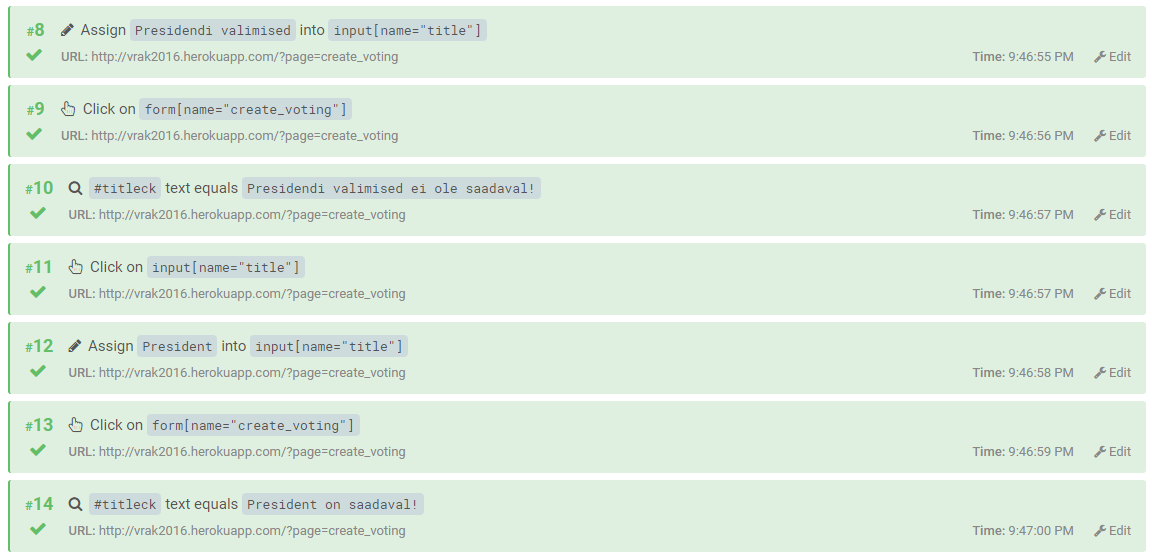 #8 Assign Presidendi valimised into input[name="title"]
URL: http://vrak2016.herokuapp.com/?page=create_voting Time: 9:46:55 PM Edit
#9 Click on form[name="create_voting"]
URL: http://vrak2016.herokuapp.com/?page=create_voting Time: 9:46:56 PM Edit
#10 #titleck text equals Presidendi valimised ei ole saadaval!
URL: http://vrak2016.herokuapp.com/?page=create_voting Time: 9:46:57 PM Edit
#11 Click on input[name="title"]
URL: http://vrak2016.herokuapp.com/?page=create_voting Time: 9:46:57 PM Edit
#12 Assign President into input[name="title"]
URL: http://vrak2016.herokuapp.com/?page=create_voting Time: 9:46:58 PM Edit
#13 Click on form[name="create_voting"]
URL: http://vrak2016.herokuapp.com/?page=create_voting Time: 9:46:59 PM Edit
#14 #titleck text equals President on saadaval!
URL: http://vrak2016.herokuapp.com/?page=create_voting Time: 9:47:00 PM Edit